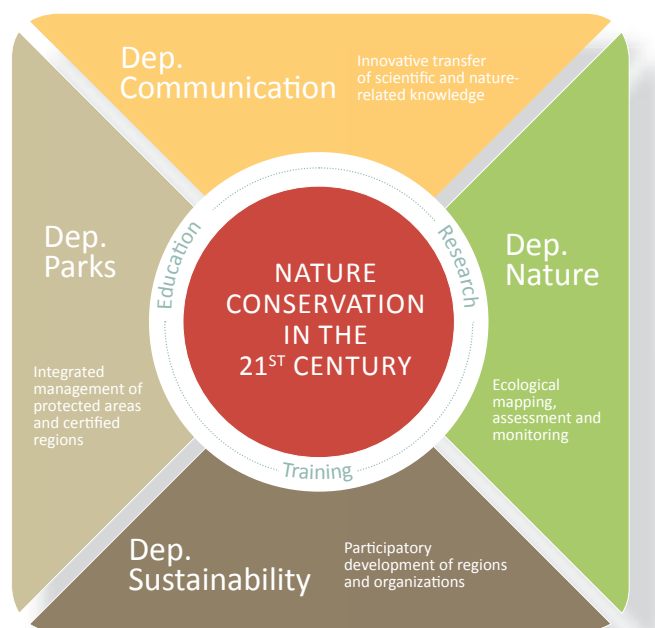 Dep.
Communication
Innovative transfer
of scientific and nature-
related knowledge
Dep.
Parks
Integrated
management of
protected areas
and certified
regions
Education
Research
Training
NATURE
CONSERVATION
IN THE
21ST CENTURY
Dep.
Nature
Ecological
mapping,
assessment and
monitoring
Dep.
Sustainability
Participatory
development of regions
and organizations